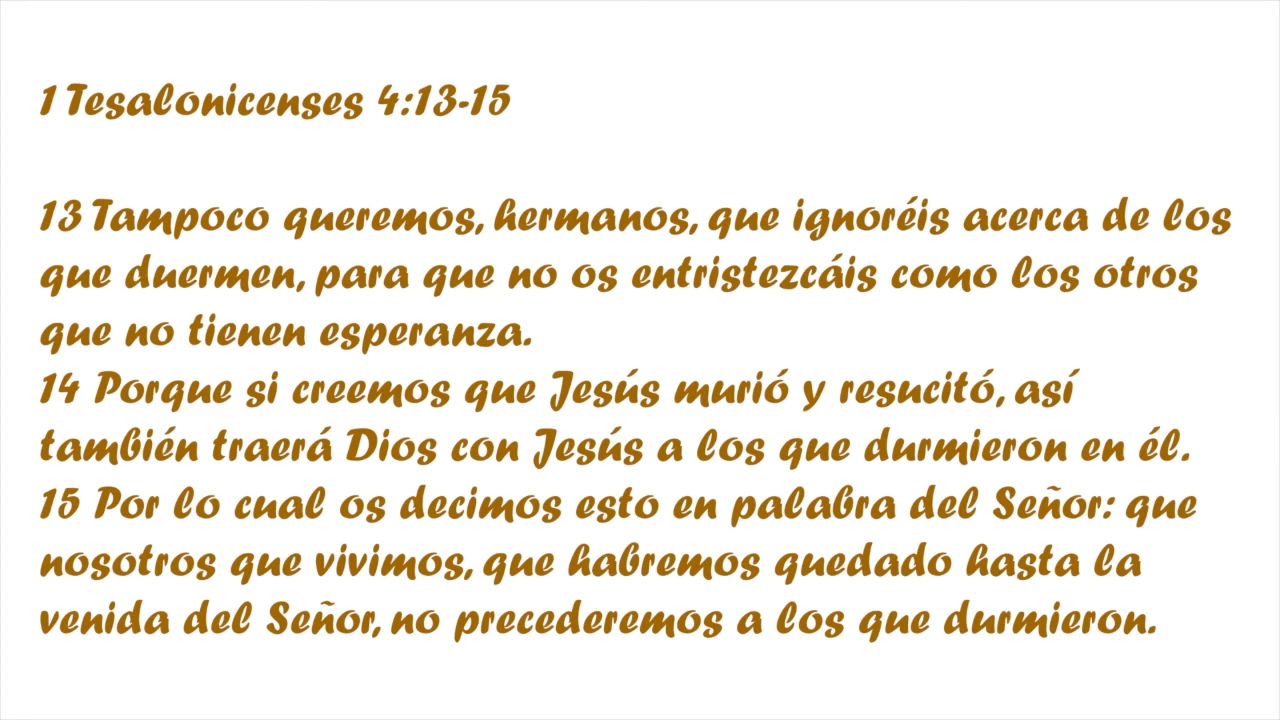 1 Tesalonicenses 4:13-15
13 Tampoco queremos, hermanos, que ignoréis acerca de los
que duermen, para que no os entristezcáis como los otros
que no tienen esperanza.
14 Porque si creemos que Jesús murió y resucitó, así
también traerá Dios con Jesús a los que durmieron en él.
15 Por lo cual os decimos esto en palabra del Señor: que
nosotros que vivimos, que habremos quedado hasta la
venida del Señor, no precederemos a los que durmieron.